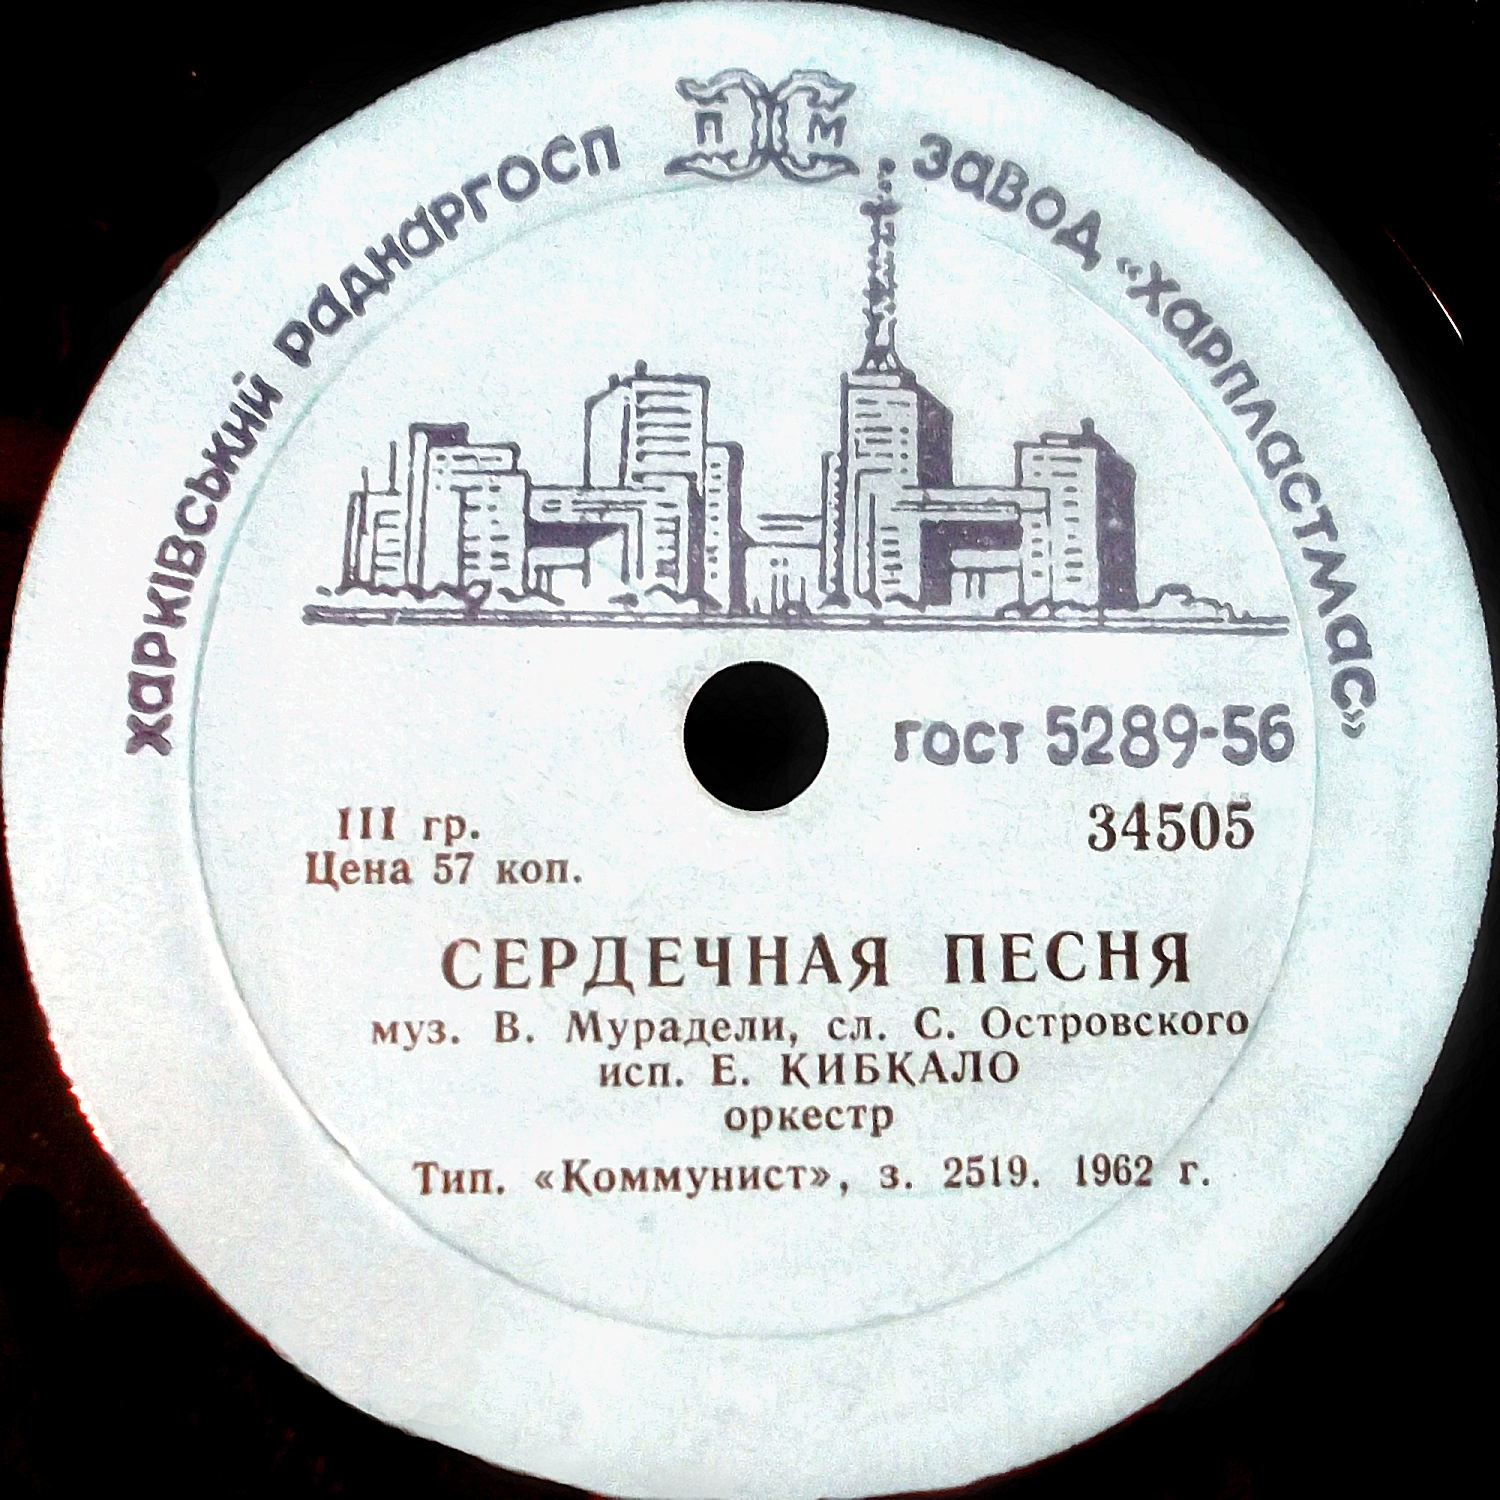 ХАРКІВСЬКИЙ РАДНАРГОСП ПМ ЗАВОД «ХАРПЛАСТМАС»
ГОСТ 5289-56
III гр.
34505
Цена 57 коп.
СЕРДЕЧНАЯ ПЕСНЯ
муз. В. Мурадели, сл. С. Островского
исп. Е. КИБКАЛО
оркестр
Тип. «Коммунист», з. 2519. 1962 г.